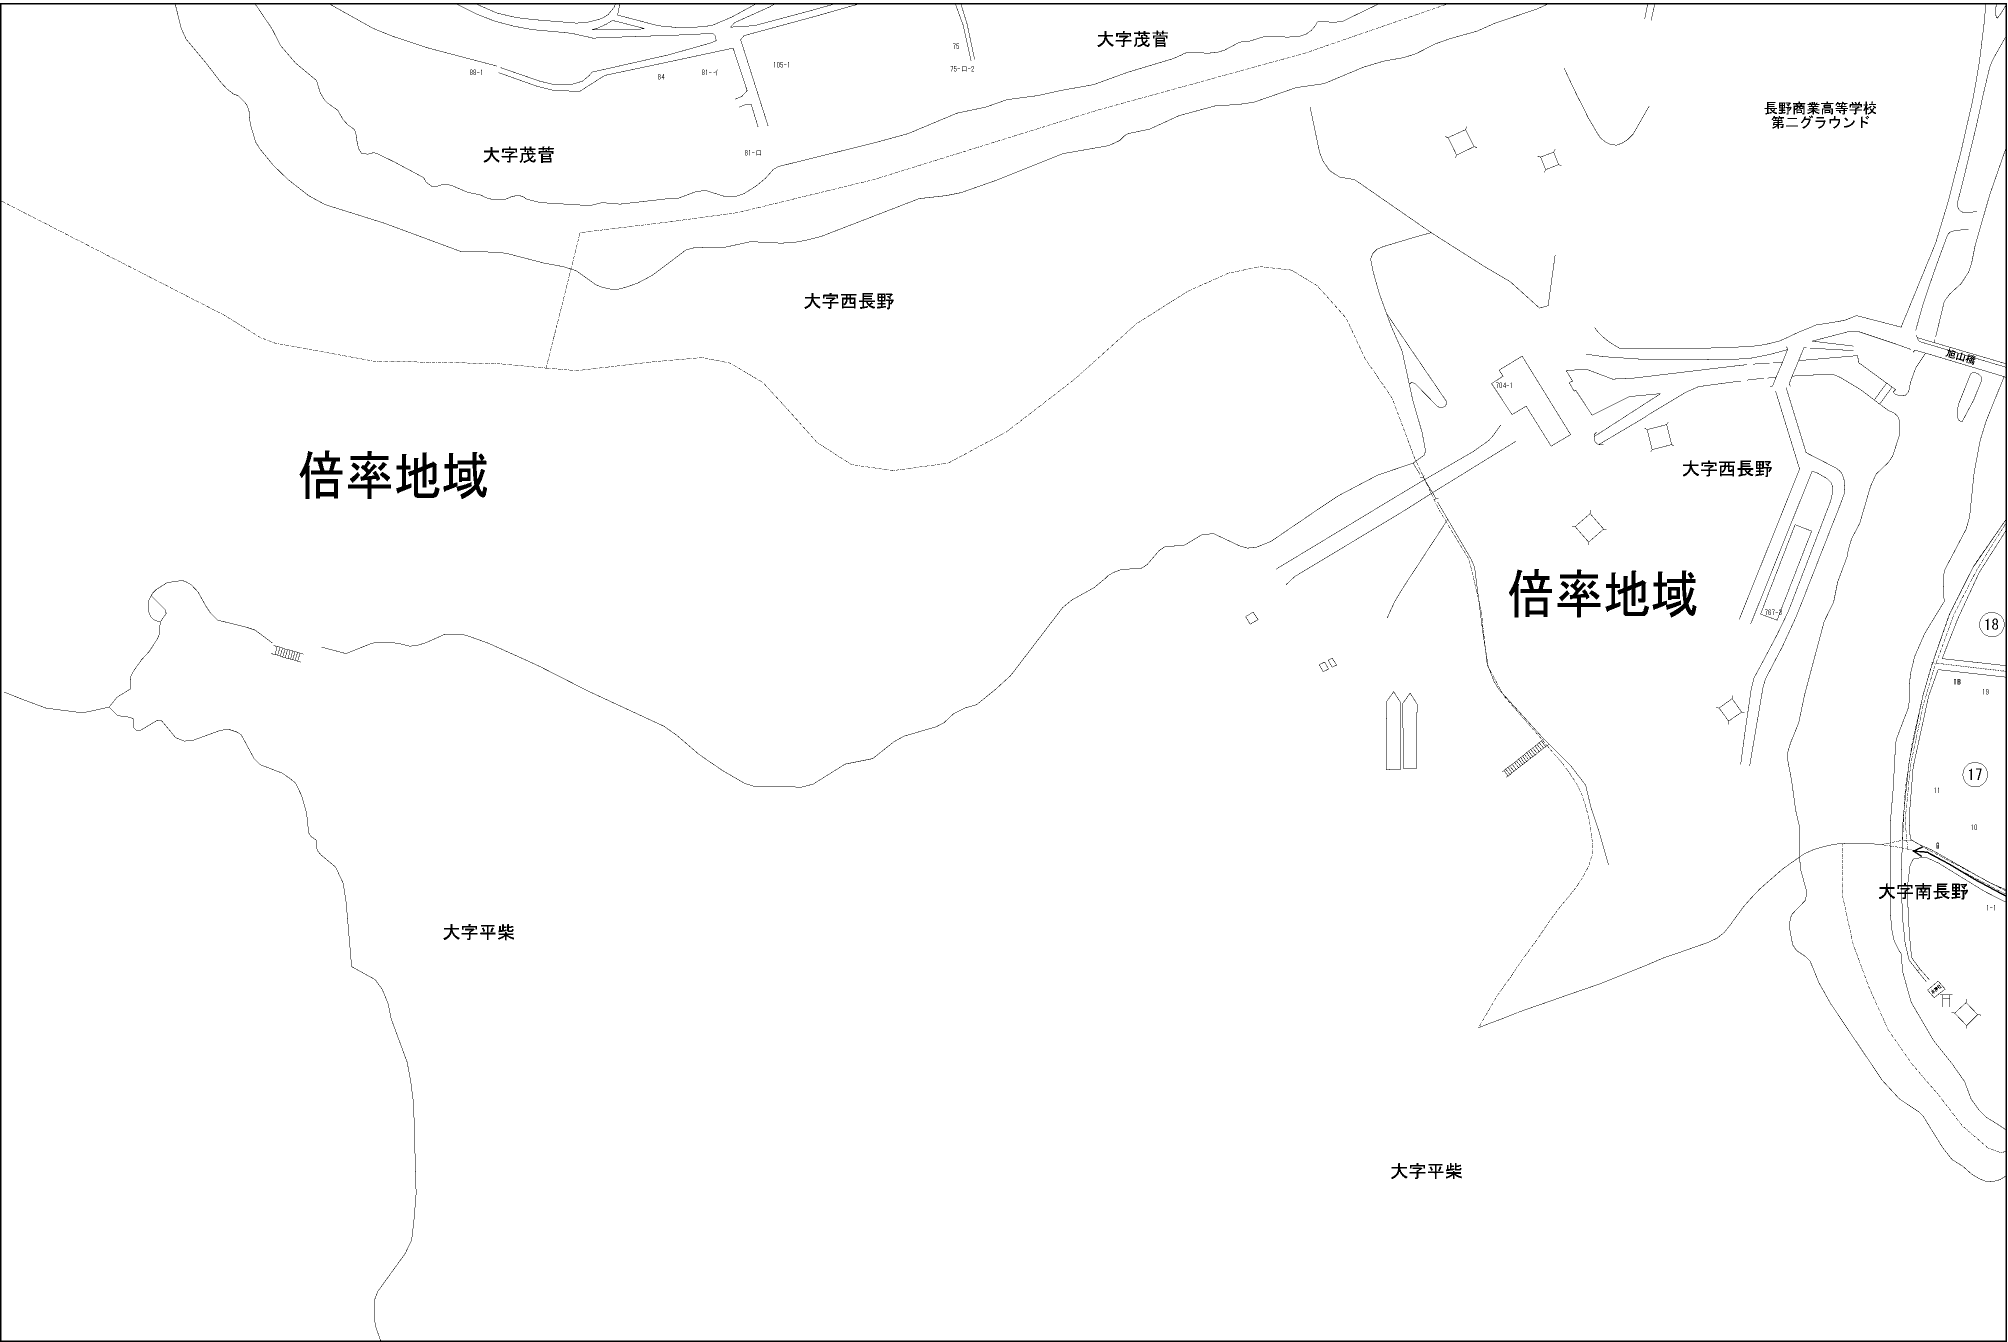 大字茂菅
75
75-ロ-2
105-1
88-1
84
81-イ
長野商業高等学校
第二グラウンド
大字茂菅
81-ロ
大字西長野
旭山橋
704-1
大字西長野
倍率地域
倍率地域
767-3
18
18
19
17
11
10
大字南長野
1-1
大字平柴
大字平柴